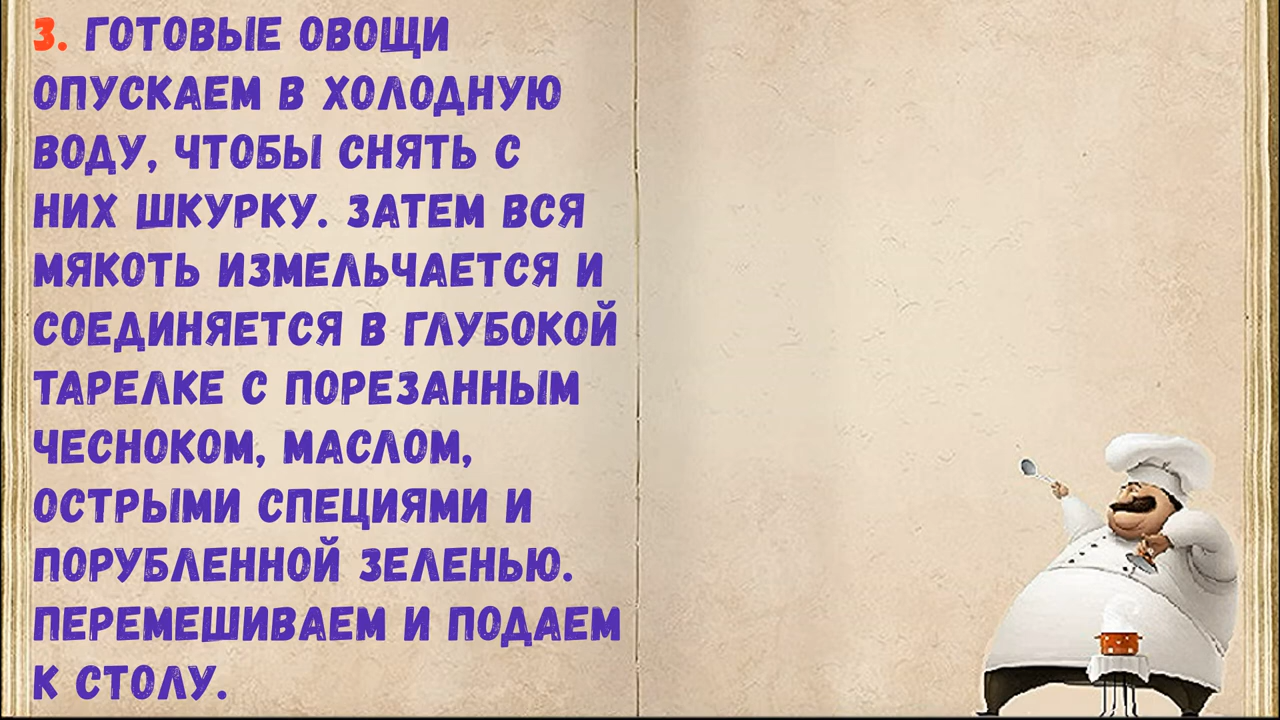 3. ГОТОВЫЕ ОВОЩИ
ОПУСКАЕМ В ХОЛОДНУЮ
ВОДУ, ЧТОБЫ СНЯТЬ С
НИХ ШКУРКУ. ЗАТЕМ ВСЯ
МЯКОТЬ ИЗМЕЛЬЧАЕТСЯ И
СОЕДИНЯЕТСЯ В ГЛУБОКОЙ
ТАРЕЛКЕ С ПОРЕЗАННЫМ
ЧЕСНОКОМ, МАСЛОМ,
ОСТРЫМИ СПЕЦИЯМИ И
ПОРУБЛЕННОЙ ЗЕЛЕНЬЮ.
ПЕРЕМЕШИВАЕМ И ПОДАЕМ
К СТОЛУ.